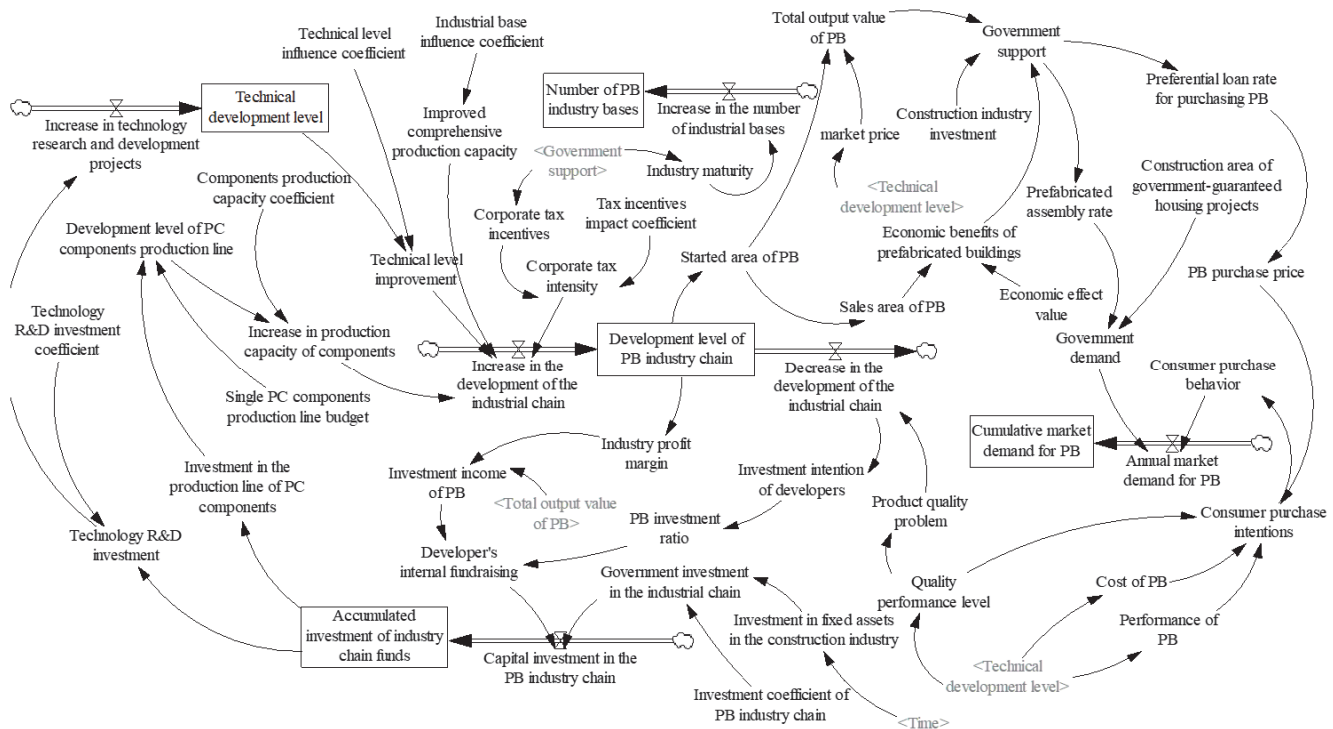 Technical level
influence coefficient
Industrial base
influence coefficient
Total output value
of PB
Government
support
Technical
development level
Increase in technology
research and development
projects
Number of PB
industry bases
Increase in the number
of industrial bases
Improved
comprehensive
production capacity
market price
Construction industry
investment
Preferential loan rate
for purchasing PB
<Government
support>
Industry maturity
Components production
capacity coefficient
Corporate tax
incentives
Tax incentives
impact coefficient
<Technical
development level>
Prefabricated
assembly rate
Construction area of
government-guaranteed
housing projects
Development level of PC
components production line
Technical level
improvement
Corporate tax
intensity
Started area of PB
Economic benefits of
prefabricated buildings
PB purchase price
Technology
R&D investment
coefficient
Increase in production
capacity of components
Sales area of PB
Economic effect
value
Development level of
PB industry chain
Government
demand
Increase in the
development of the
industrial chain
Decrease in the
development of the
industrial chain
Consumer purchase
behavior
Single PC components
production line budget
Cumulative market
demand for PB
Annual market
demand for PB
Industry profit
margin
Investment in the
production line of PC
components
Investment income
of PB
<Total output value
of PB>
Investment intention
of developers
Product quality
problem
Technology R&D
investment
PB investment
ratio
Consumer purchase
intentions
Developer's
internal fundraising
Government investment
in the industrial chain
Quality
performance level
Cost of PB
Accumulated
investment of industry
chain funds
Investment in fixed assets
in the construction industry
Performance of
PB
Capital investment in the
PB industry chain
<Technical
development level>
Investment coefficient of
PB industry chain
<Time>